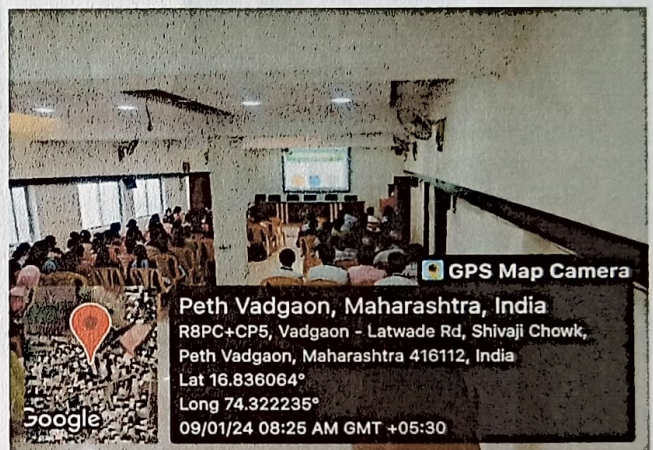 GPS Map Camera
Peth Vadgaon, Maharashtra, India
R8PC+CP5, Vadgaon - Latwade Rd, Shivaji Chowk,
Peth Vadgaon, Maharashtra 416112, India
Lat 16.836064°
Long 74.322235°
09/01/24 08:25 AM GMT +05:30
Google